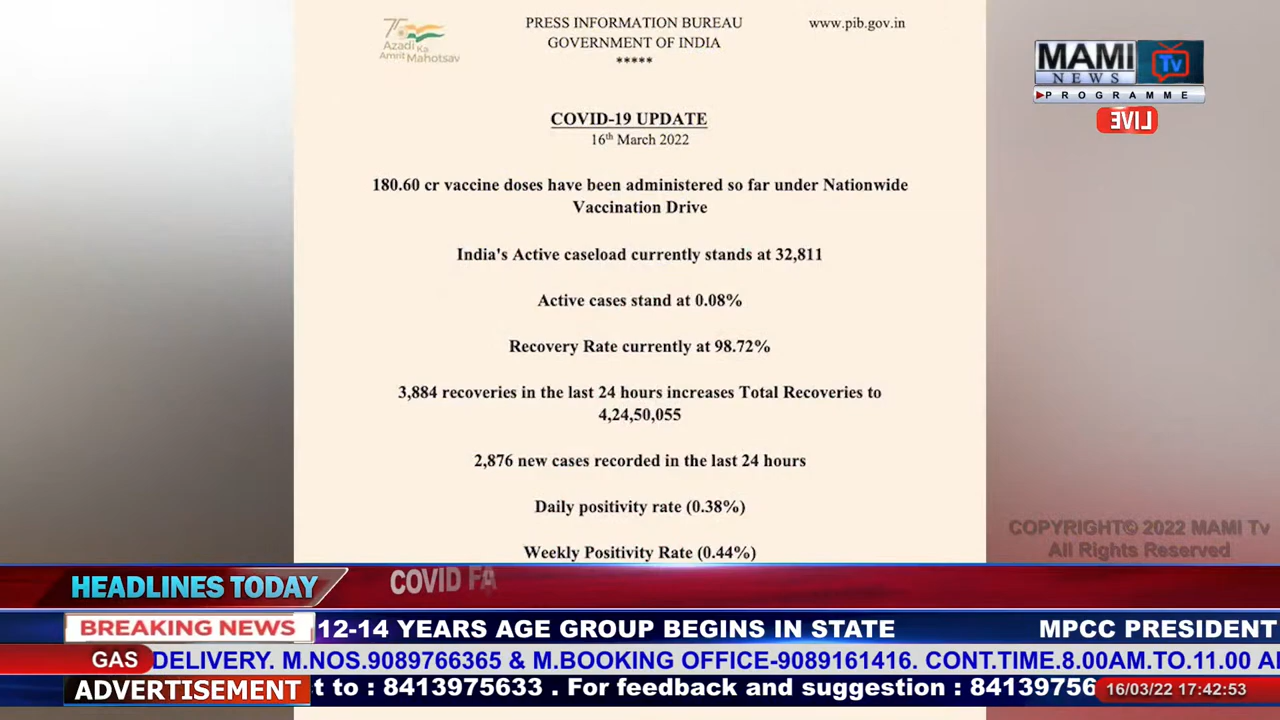 75
Azadi Ka
Amrit Mahotsav
PRESS INFORMATION BUREAU
GOVERNMENT OF INDIA
*****
www.pib.gov.in
MAMI Tv
NEWS
PROGRAMME
LIVE
COVID-19 UPDATE
16th March 2022
180.60 cr vaccine doses have been administered so far under Nationwide
Vaccination Drive
India's Active caseload currently stands at 32,811
Active cases stand at 0.08%
Recovery Rate currently at 98.72%
3,884 recoveries in the last 24 hours increases Total Recoveries to
4,24,50,055
2,876 new cases recorded in the last 24 hours
Daily positivity rate (0.38%)
Weekly Positivity Rate (0.44%)
COPYRIGHT© 2022 MAMI Tv
All Rights Reserved
HEADLINES TODAY COVID FA
BREAKING NEWS 12-14 YEARS AGE GROUP BEGINS IN STATE MPCC PRESIDENT
GAS DELIVERY. M.NOS.9089766365 & M.BOOKING OFFICE-9089161416. CONT.TIME.8.00AM.TO.11.00 A
ADVERTISEMENT t to : 8413975633 . For feedback and suggestion : 84139756
16/03/22 17:42:53